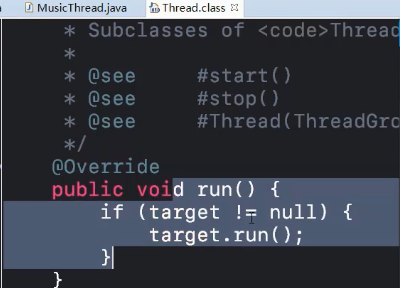 MusicThread.java Thread.class
* Subclasses of <code>Thread
*
* @see #start()
* @see #stop()
* @see #Thread(ThreadGro
*/
@Override
public void run() {
if (target != null) {
target.run();
}
}